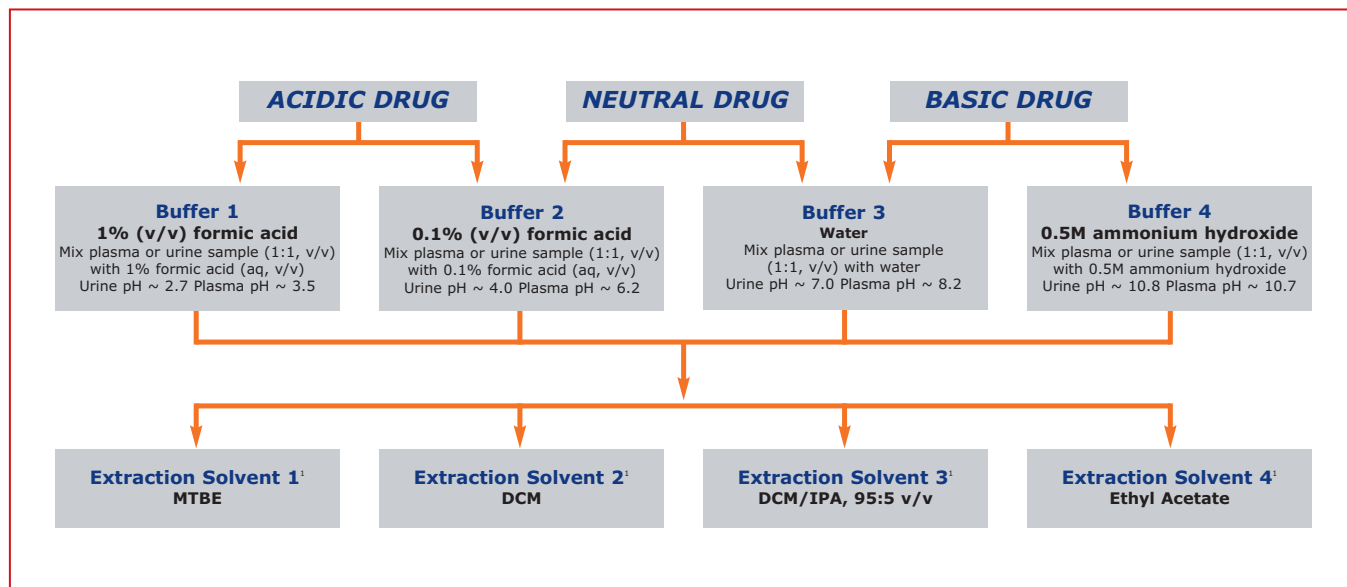 ACIDIC DRUG
NEUTRAL DRUG
BASIC DRUG
Buffer 1
1% (v/v) formic acid
Mix plasma or urine sample (1:1, v/v)
with 1% formic acid (aq, v/v)
Urine pH ~ 2.7 Plasma pH ~ 3.5
Buffer 2
0.1% (v/v) formic acid
Mix plasma or urine sample (1:1, v/v)
with 0.1% formic acid (aq, v/v)
Urine pH ~ 4.0 Plasma pH ~ 6.2
Buffer 3
Water
Mix plasma or urine sample
(1:1, v/v) with water
Urine pH ~ 7.0 Plasma pH ~ 8.2
Buffer 4
0.5M ammonium hydroxide
Mix plasma or urine sample (1:1, v/v)
with 0.5M ammonium hydroxide
Urine pH ~ 10.8 Plasma pH ~ 10.7
Extraction Solvent 1¹
MTBE
Extraction Solvent 2¹
DCM
Extraction Solvent 3¹
DCM/IPA, 95:5 v/v
Extraction Solvent 4¹
Ethyl Acetate